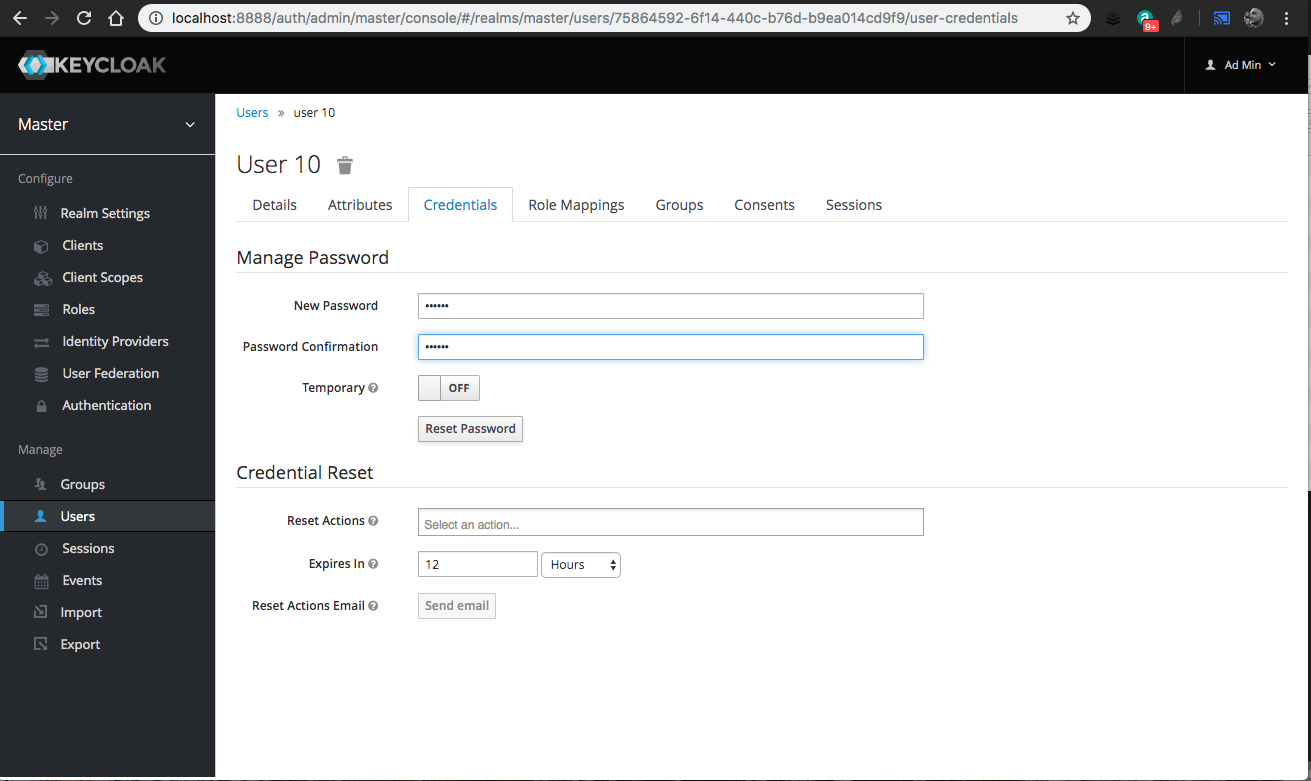 localhost:8888/auth/admin/master/console/#/realms/master/users/75864592-6f14-440c-b76d-b9ea014cd9f9/user-credentials
9+
KEYCLOAK
Ad Min
Master
Configure
Realm Settings
Clients
Client Scopes
Roles
Identity Providers
User Federation
Authentication
Manage
Groups
Users
Sessions
Events
Import
Export
Users » user 10
User 10
Details Attributes Credentials Role Mappings Groups Consents Sessions
Manage Password
New Password ••••••
Password Confirmation ••••••
Temporary OFF
Reset Password
Credential Reset
Reset Actions Select an action...
Expires In 12 Hours
Reset Actions Email Send email